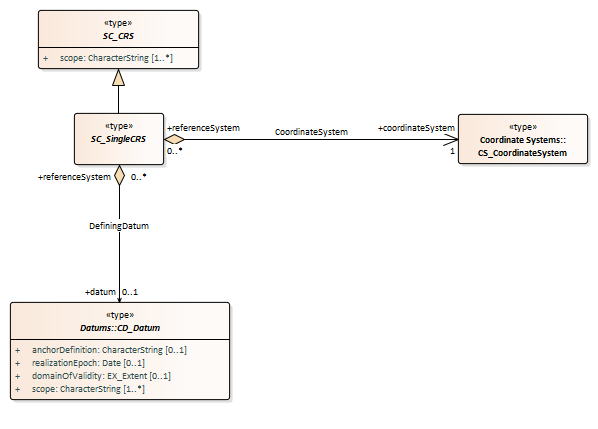 «type»
SC_CRS
+ scope: CharacterString [1..*]
«type»
SC_SingleCRS
+referenceSystem
0..*
CoordinateSystem
+coordinateSystem
1
«type»
Coordinate Systems::
CS_CoordinateSystem
+referenceSystem 0..*
DefiningDatum
+datum 0..1
«type»
Datums::CD_Datum
+ anchorDefinition: CharacterString [0..1]
+ realizationEpoch: Date [0..1]
+ domainOfValidity: EX_Extent [0..1]
+ scope: CharacterString [1..*]